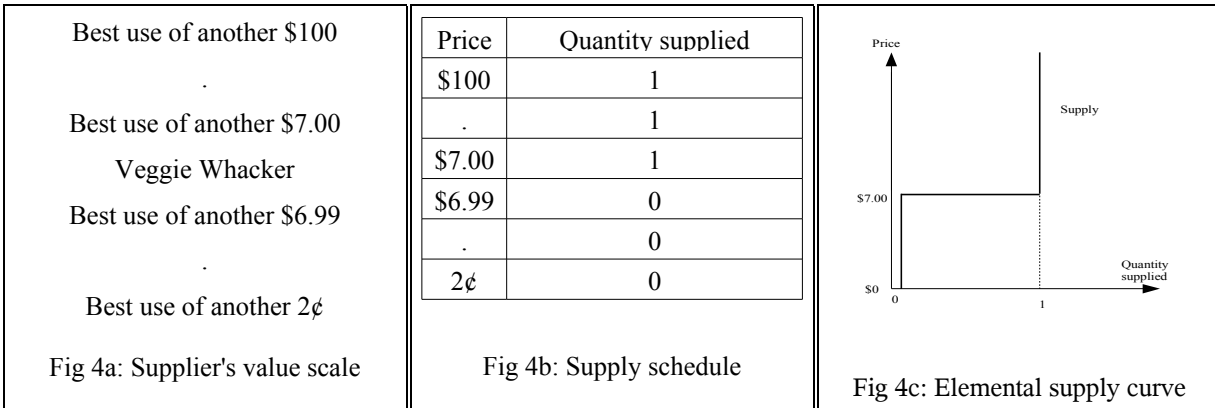 Best use of another $100
.
Best use of another $7.00
Veggie Whacker
Best use of another $6.99
.
Best use of another 2¢
Fig 4a: Supplier's value scale
Price Quantity supplied
$100 1
. 1
$7.00 1
$6.99 0
. 0
2¢ 0
Fig 4b: Supply schedule
Price
Supply
$7.00
Quantity
supplied
$0
0
1
Fig 4c: Elemental supply curve